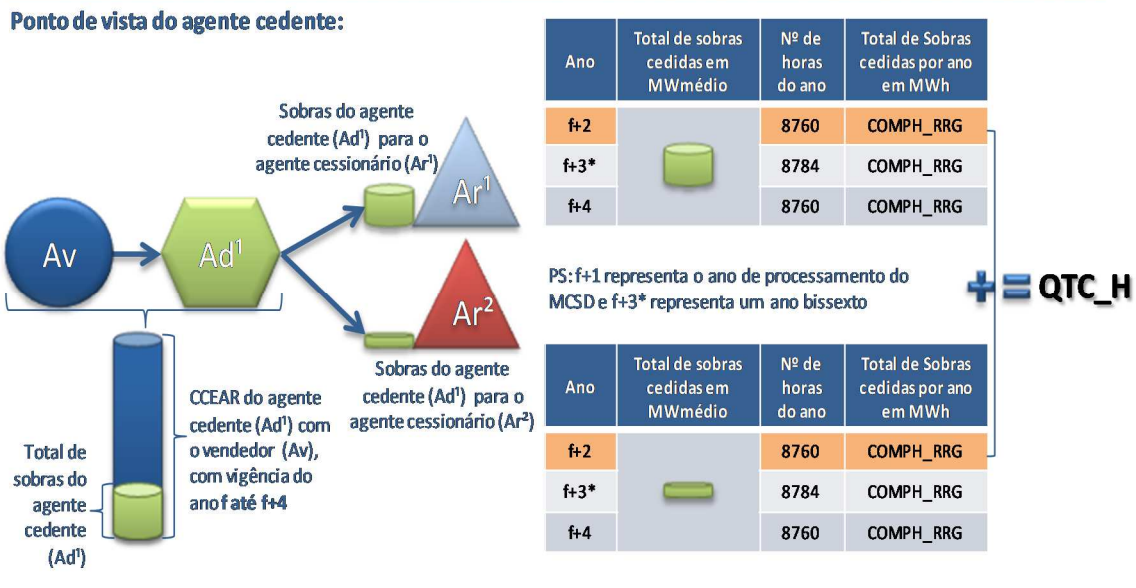 Ponto de vista do agente cedente:
Sobras do agente
cedente (Ad¹) para o
agente cessionário (Ar¹)
Av
Ad¹
Ar¹
Ar²
Sobras do agente
cedente (Ad¹) para o
agente cessionário (Ar²)
CCEAR do agente
cedente (Ad¹) com
o vendedor (Av),
com vigência do
ano f até f+4
Total de
sobras do
agente
cedente
(Ad¹)
Ano
Total de sobras
cedidas em
MWmédio
Nº de
horas
do ano
Total de Sobras
cedidas por ano
em MWh
f+2 8760 COMPH_RRG
f+3* 8784 COMPH_RRG
f+4 8760 COMPH_RRG
PS: f+1 representa o ano de processamento do
MCSD e f+3* representa um ano bissexto
+ = QTC_H
Ano
Total de sobras
cedidas em
MWmédio
Nº de
horas
do ano
Total de Sobras
cedidas por ano
em MWh
f+2 8760 COMPH_RRG
f+3* 8784 COMPH_RRG
f+4 8760 COMPH_RRG